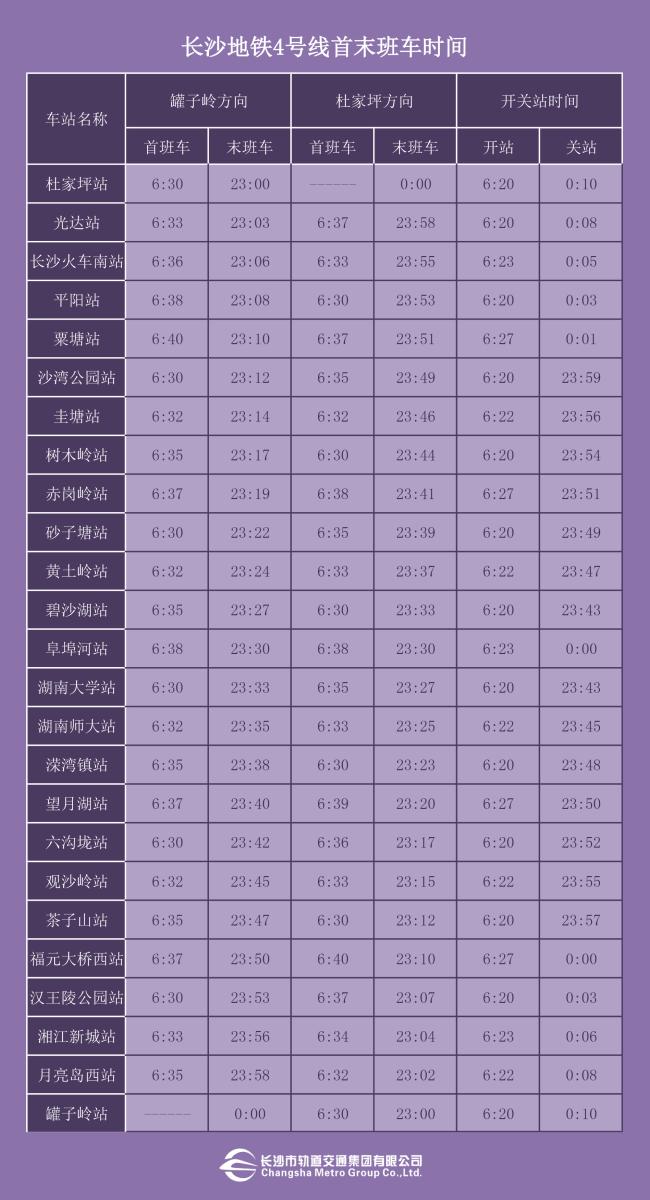 长沙地铁4号线首末班车时间
车站名称 罐子岭方向 杜家坪方向 开关站时间
首班车 末班车 首班车 末班车 开站 关站
杜家坪站 6:30 23:00 ------ 0:00 6:20 0:10
光达站 6:33 23:03 6:37 23:58 6:20 0:08
长沙火车南站 6:36 23:06 6:33 23:55 6:23 0:05
平阳站 6:38 23:08 6:30 23:53 6:20 0:03
粟塘站 6:40 23:10 6:37 23:51 6:27 0:01
沙湾公园站 6:30 23:12 6:35 23:49 6:20 23:59
圭塘站 6:32 23:14 6:32 23:46 6:22 23:56
树木岭站 6:35 23:17 6:30 23:44 6:20 23:54
赤岗岭站 6:37 23:19 6:38 23:41 6:27 23:51
砂子塘站 6:30 23:22 6:35 23:39 6:20 23:49
黄土岭站 6:32 23:24 6:33 23:37 6:22 23:47
碧沙湖站 6:35 23:27 6:30 23:33 6:20 23:43
阜埠河站 6:38 23:30 6:38 23:30 6:23 0:00
湖南大学站 6:30 23:33 6:35 23:27 6:20 23:43
湖南师大站 6:32 23:35 6:33 23:25 6:22 23:45
溁湾镇站 6:35 23:38 6:30 23:23 6:20 23:48
望月湖站 6:37 23:40 6:39 23:20 6:27 23:50
六沟垅站 6:30 23:42 6:36 23:17 6:20 23:52
观沙岭站 6:32 23:45 6:33 23:15 6:22 23:55
茶子山站 6:35 23:47 6:30 23:12 6:20 23:57
福元大桥西站 6:37 23:50 6:40 23:10 6:27 0:00
汉王陵公园站 6:30 23:53 6:37 23:07 6:20 0:03
湘江新城站 6:33 23:56 6:34 23:04 6:23 0:06
月亮岛西站 6:35 23:58 6:32 23:02 6:22 0:08
罐子岭站 ------ 0:00 6:30 23:00 6:20 0:10
长沙市轨道交通集团有限公司
Changsha Metro Group Co.,Ltd.